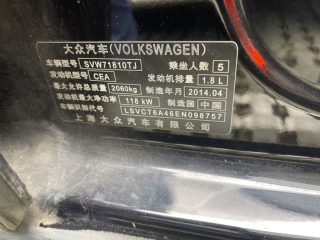 大众汽车(VOLKSWAGEN)
车辆型号 SVW71810TJ 乘坐人数 5
发动机型号 CEA 发动机排量 1.8L
最大允许总质量 2060kg 制造年月 2014.04
发动机最大净功率 118kW 制造国 中国
车辆识别代号 LSVCT6A46EN098757
上海大众汽车有限公司